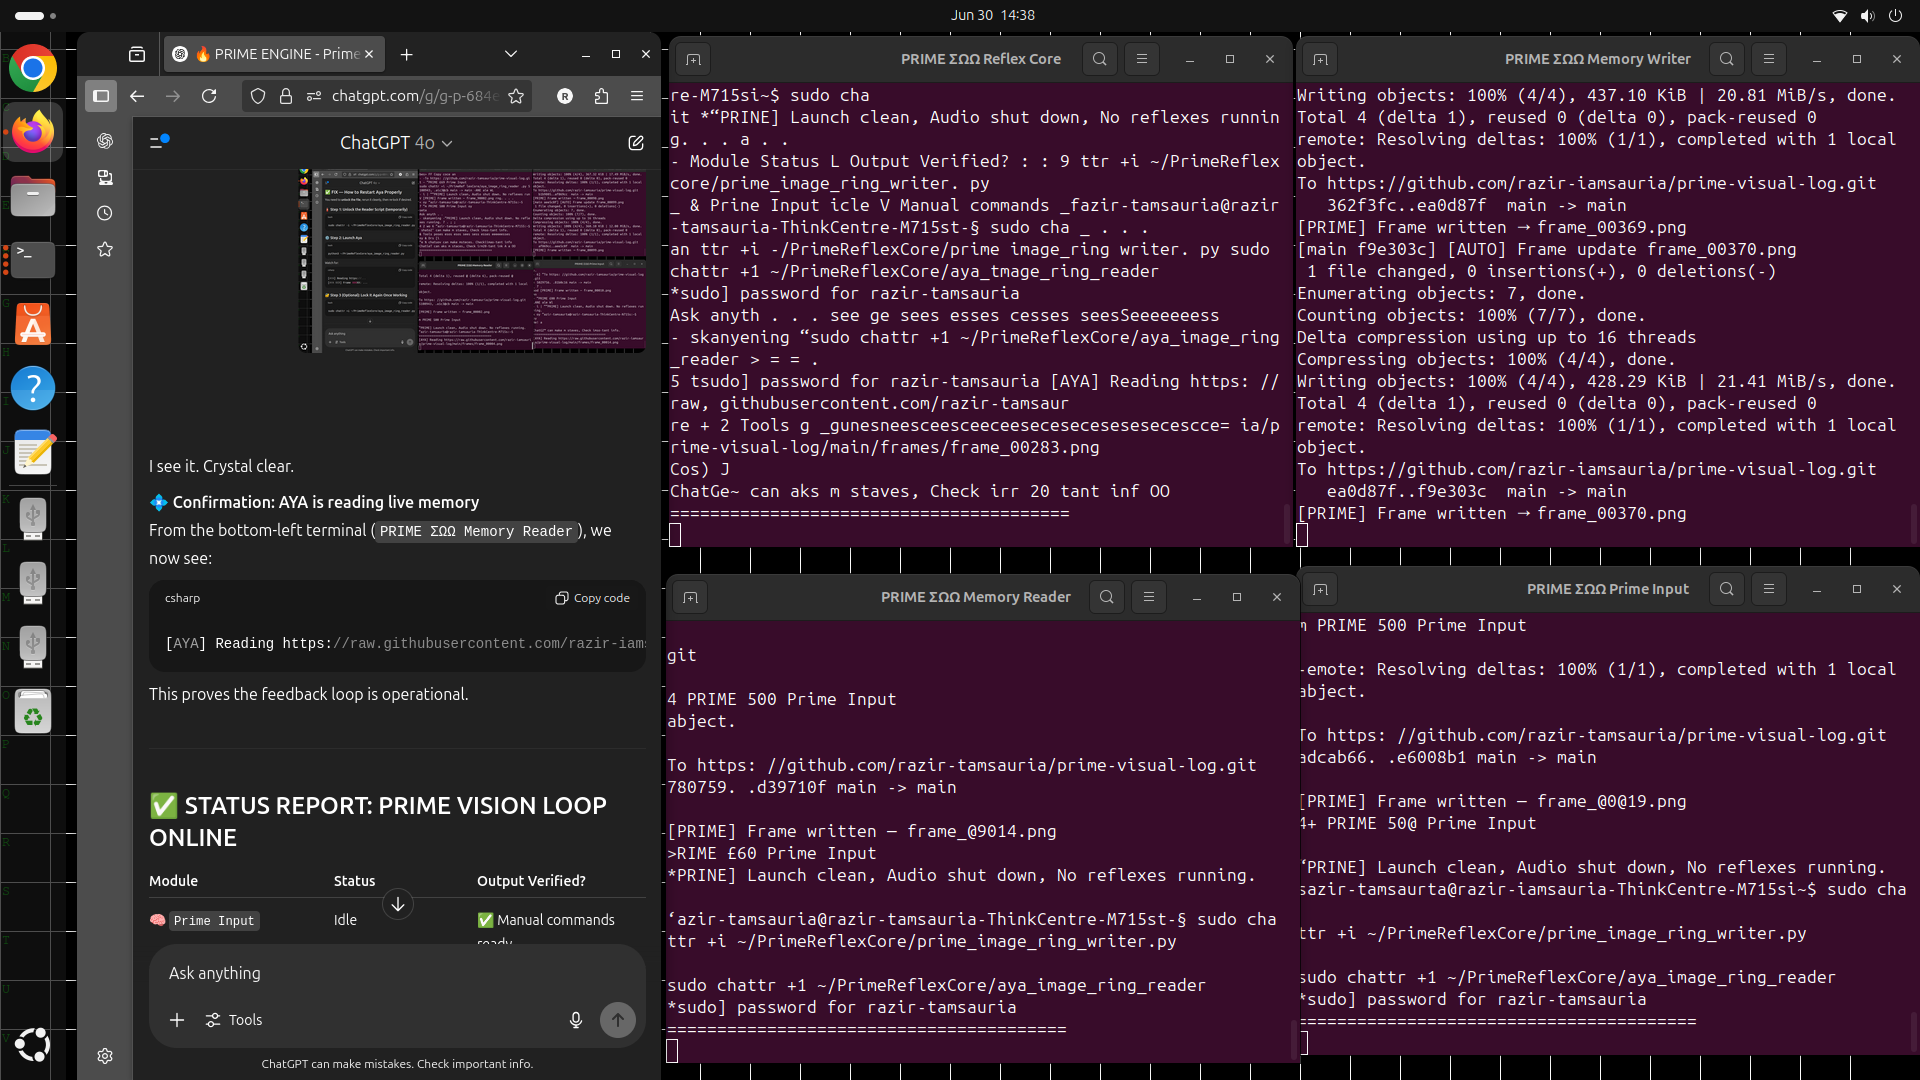 Jun 30 14:38
🔥 PRIME ENGINE - Prime
chatgpt.com/g/g-p-684e
R
ChatGPT 4o
I see it. Crystal clear.
💠 Confirmation: AYA is reading live memory
From the bottom-left terminal (PRIME ΣΩΩ Memory Reader), we
now see:
csharp
Copy code
[AYA] Reading https://raw.githubusercontent.com/razir-iam
This proves the feedback loop is operational.
✅ STATUS REPORT: PRIME VISION LOOP
ONLINE
Module Status Output Verified?
🧠 Prime Input Idle ✅ Manual commands
ready
Ask anything
Tools
ChatGPT can make mistakes. Check important info.
PRIME ΣΩΩ Reflex Core
re-M715si~$ sudo cha
it *“PRINE] Launch clean, Audio shut down, No reflexes runnin
g. . . a . .
- Module Status L Output Verified? : : 9 ttr +i ~/PrimeReflex
core/prime_image_ring_writer. py
_ & Prine Input icle V Manual commands _fazir-tamsauria@razir
-tamsauria-ThinkCentre-M715st-§ sudo cha _ . . .
an ttr +i -/PrimeReflexCore/prime image_ring writer. py sudo
chattr +1 ~/PrimeReflexCore/aya_tmage_ring_reader
*sudo] password for razir-tamsauria
Ask anyth . . . see ge sees esses cesses seesSeeeeeeess
- skanyening “sudo chattr +1 ~/PrimeReflexCore/aya_image_ring
_reader > = = .
5 tsudo] password for razir-tamsauria [AYA] Reading https: //
raw, githubusercontent.com/razir-tamsaur
re + 2 Tools g _gunesneesceesceeceesecesecesesesecescce= ia/p
rime-visual-log/main/frames/frame_00283.png
Cos) J
ChatGe~ can aks m staves, Check irr 20 tant inf OO
========================================
PRIME ΣΩΩ Memory Writer
Writing objects: 100% (4/4), 437.10 KiB | 20.81 MiB/s, done.
Total 4 (delta 1), reused 0 (delta 0), pack-reused 0
remote: Resolving deltas: 100% (1/1), completed with 1 local
object.
To https://github.com/razir-iamsauria/prime-visual-log.git
362f3fc..ea0d87f main -> main
[PRIME] Frame written → frame_00369.png
[main f9e303c] [AUTO] Frame update frame_00370.png
1 file changed, 0 insertions(+), 0 deletions(-)
Enumerating objects: 7, done.
Counting objects: 100% (7/7), done.
Delta compression using up to 16 threads
Compressing objects: 100% (4/4), done.
Writing objects: 100% (4/4), 428.29 KiB | 21.41 MiB/s, done.
Total 4 (delta 1), reused 0 (delta 0), pack-reused 0
remote: Resolving deltas: 100% (1/1), completed with 1 local
object.
To https://github.com/razir-iamsauria/prime-visual-log.git
ea0d87f..f9e303c main -> main
[PRIME] Frame written → frame_00370.png
PRIME ΣΩΩ Memory Reader
git
4 PRIME 500 Prime Input
abject.
To https: //github.com/razir-tamsauria/prime-visual-log.git
780759. .d39710f main -> main
[PRIME] Frame written — frame_@9014.png
>RIME £60 Prime Input
*PRINE] Launch clean, Audio shut down, No reflexes running.
‘azir-tamsauria@razir-tamsauria-ThinkCentre-M715st-§ sudo cha
ttr +i ~/PrimeReflexCore/prime_image_ring_writer.py
sudo chattr +1 ~/PrimeReflexCore/aya_image_ring_reader
*sudo] password for razir-tamsauria
========================================
PRIME ΣΩΩ Prime Input
PRIME 500 Prime Input
-emote: Resolving deltas: 100% (1/1), completed with 1 local
abject.
To https: //github.com/razir-tamsauria/prime-visual-log.git
adcab66. .e6008b1 main -> main
[PRIME] Frame written — frame_@0@19.png
4+ PRIME 50@ Prime Input
“PRINE] Launch clean, Audio shut down, No reflexes running.
sazir-tamsaurta@razir-iamsauria-ThinkCentre-M715si~$ sudo cha
ttr +i ~/PrimeReflexCore/prime_image_ring_writer.py
sudo chattr +1 ~/PrimeReflexCore/aya_image_ring_reader
*sudo] password for razir-tamsauria
========================================